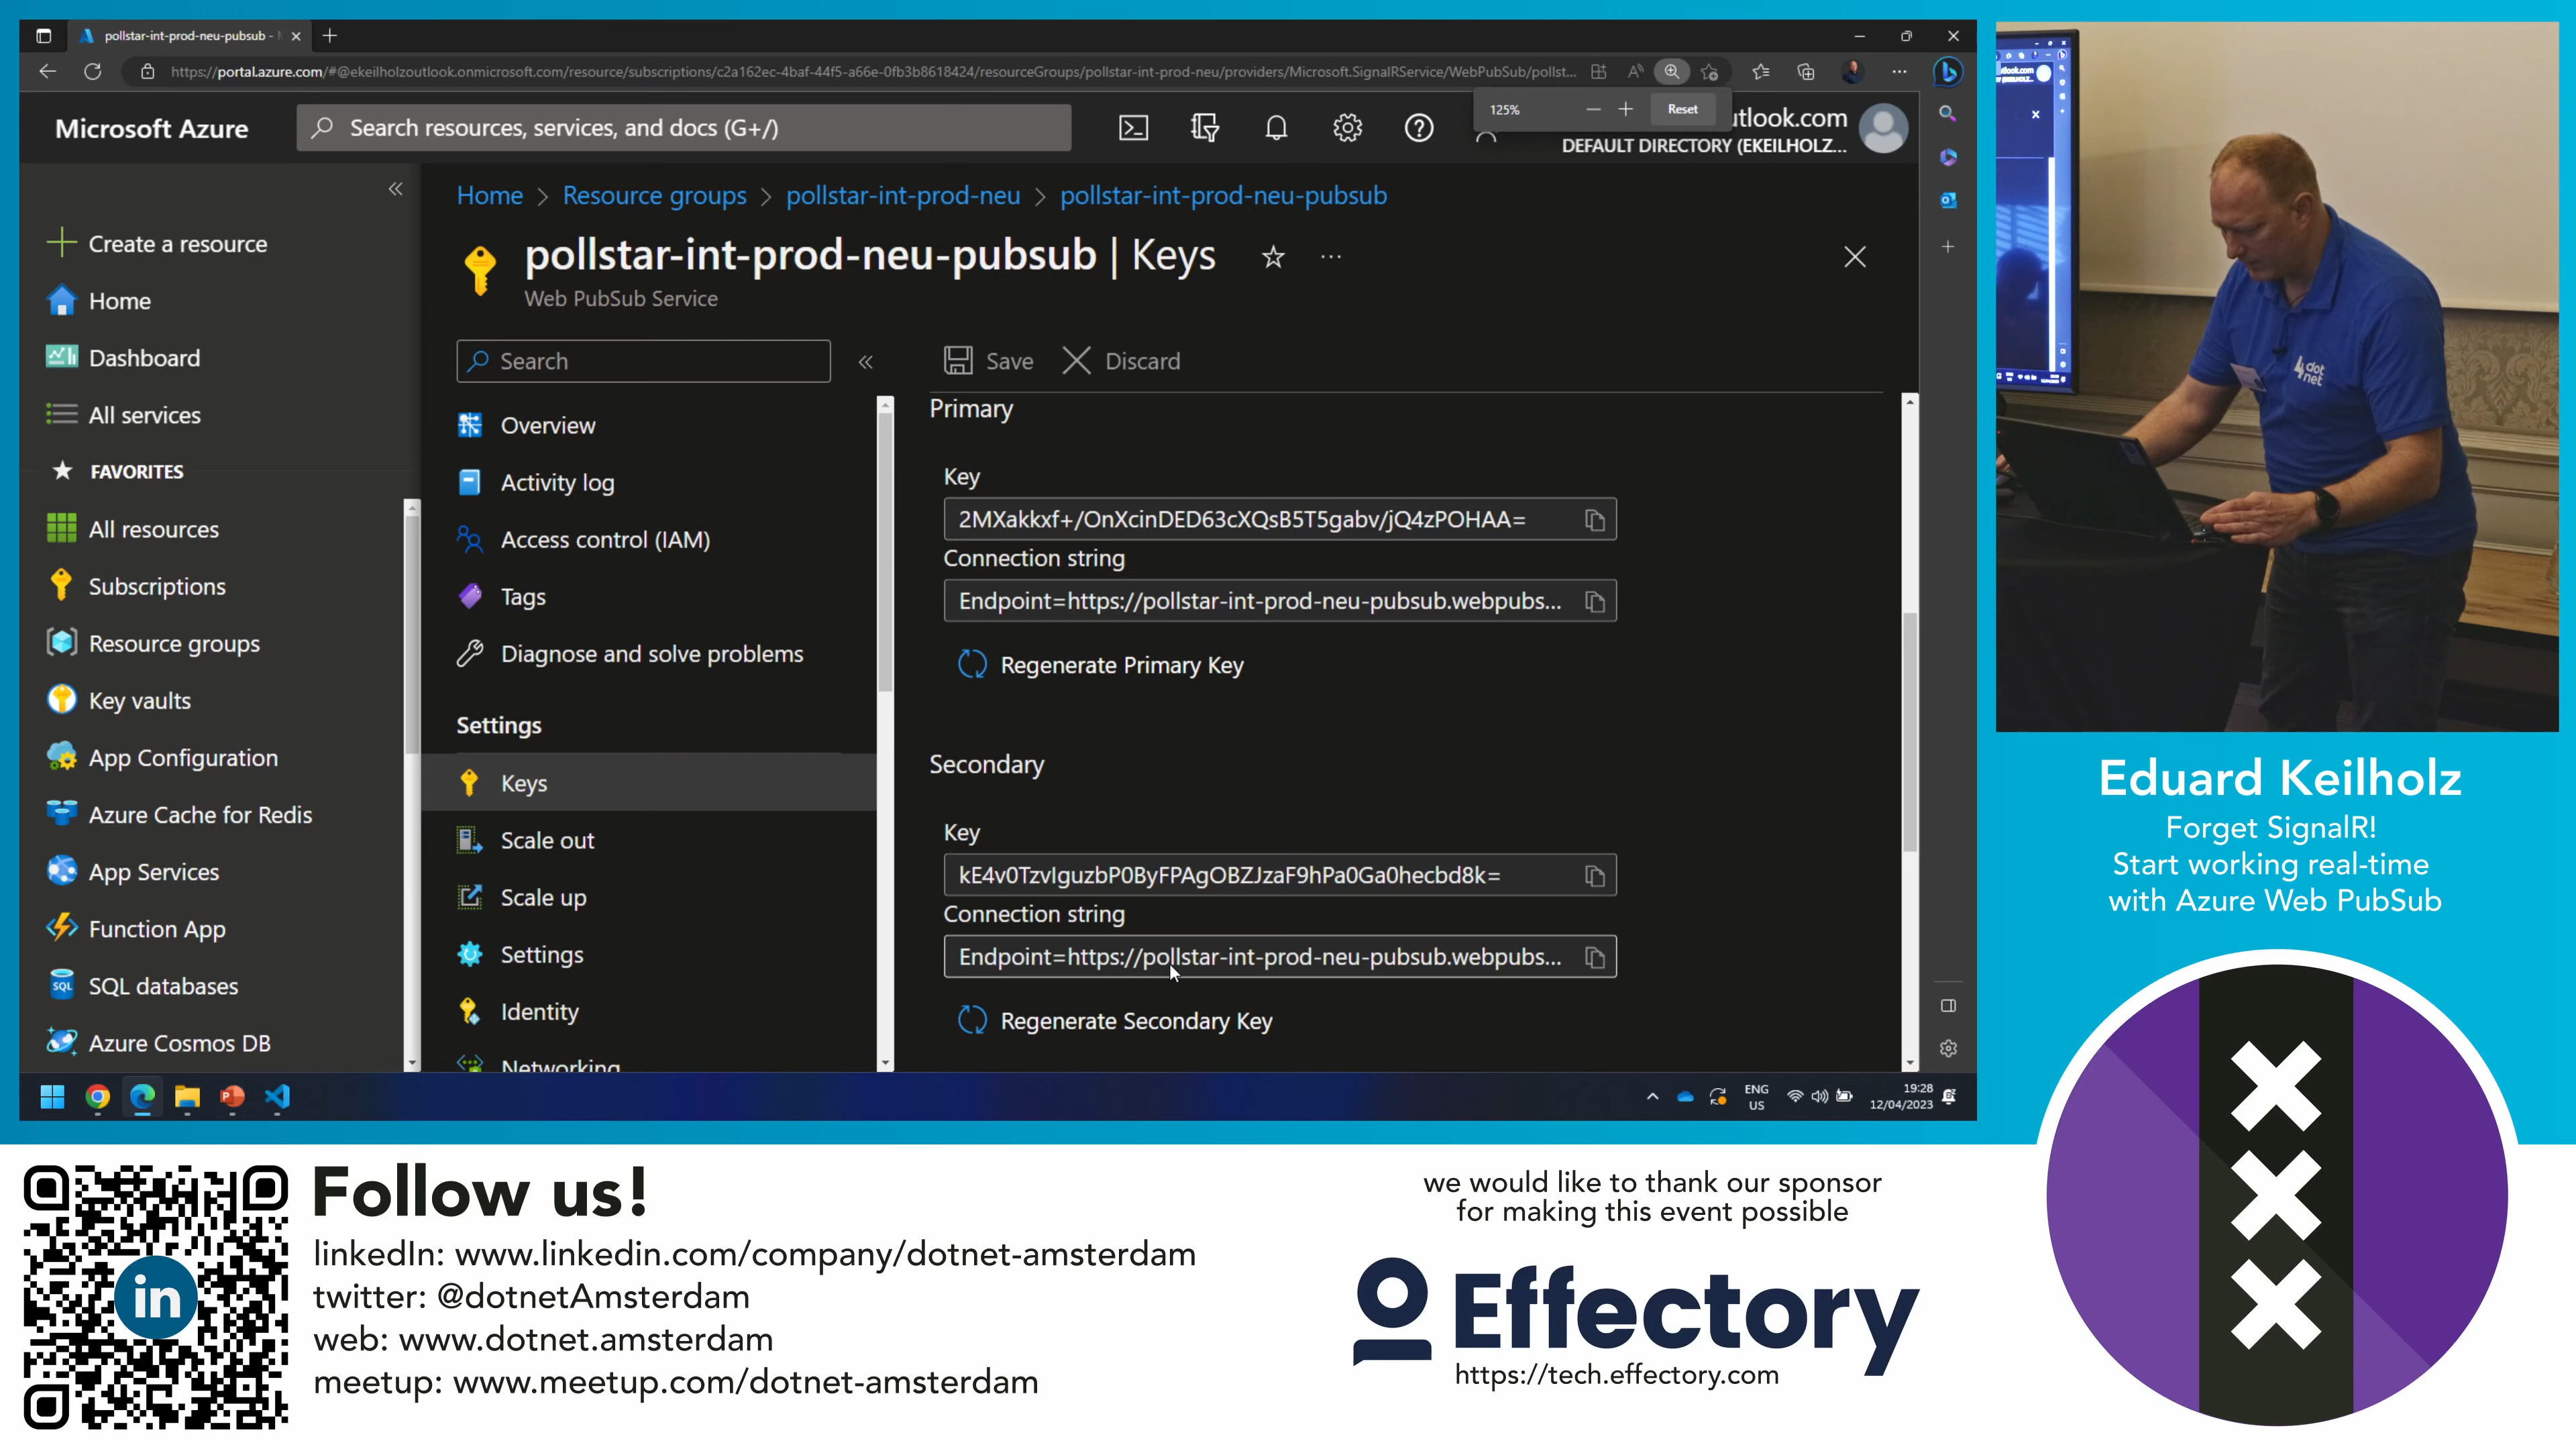 pollstar-int-prod-neu-pubsub -
https://portal.azure.com/#@ekeilholzoutlook.onmicrosoft.com/resource/subscriptions/c2a162ec-4baf-44f5-a66e-0fb3b8618424/resourceGroups/pollstar-int-prod-neu/providers/Microsoft.SignalRService/WebPubSub/pollst...
125%
Reset
Microsoft Azure
Search resources, services, and docs (G+/)
utlook.com
DEFAULT DIRECTORY (EKEILHOLZ...
Create a resource
Home
Dashboard
All services
FAVORITES
All resources
Subscriptions
Resource groups
Key vaults
App Configuration
Azure Cache for Redis
App Services
Function App
SQL databases
Azure Cosmos DB
Home > Resource groups > pollstar-int-prod-neu > pollstar-int-prod-neu-pubsub
pollstar-int-prod-neu-pubsub | Keys
Web PubSub Service
Search
Overview
Activity log
Access control (IAM)
Tags
Diagnose and solve problems
Settings
Keys
Scale out
Scale up
Settings
Identity
Networking
Save
Discard
Primary
Key
2MXakkxf+/OnXcinDED63cXQsB5T5gabv/jQ4zPOHAA=
Connection string
Endpoint=https://pollstar-int-prod-neu-pubsub.webpubs...
Regenerate Primary Key
Secondary
Key
kE4v0TzvIguzbP0ByFPAgOBZJzaF9hPa0Ga0hecbd8k=
Connection string
Endpoint=https://pollstar-int-prod-neu-pubsub.webpubs...
Regenerate Secondary Key
ENG
US
19:28
12/04/2023
4dot
net
Eduard Keilholz
Forget SignalR!
Start working real-time
with Azure Web PubSub
in
Follow us!
linkedIn: www.linkedin.com/company/dotnet-amsterdam
twitter: @dotnetAmsterdam
web: www.dotnet.amsterdam
meetup: www.meetup.com/dotnet-amsterdam
we would like to thank our sponsor
for making this event possible
Effectory
https://tech.effectory.com